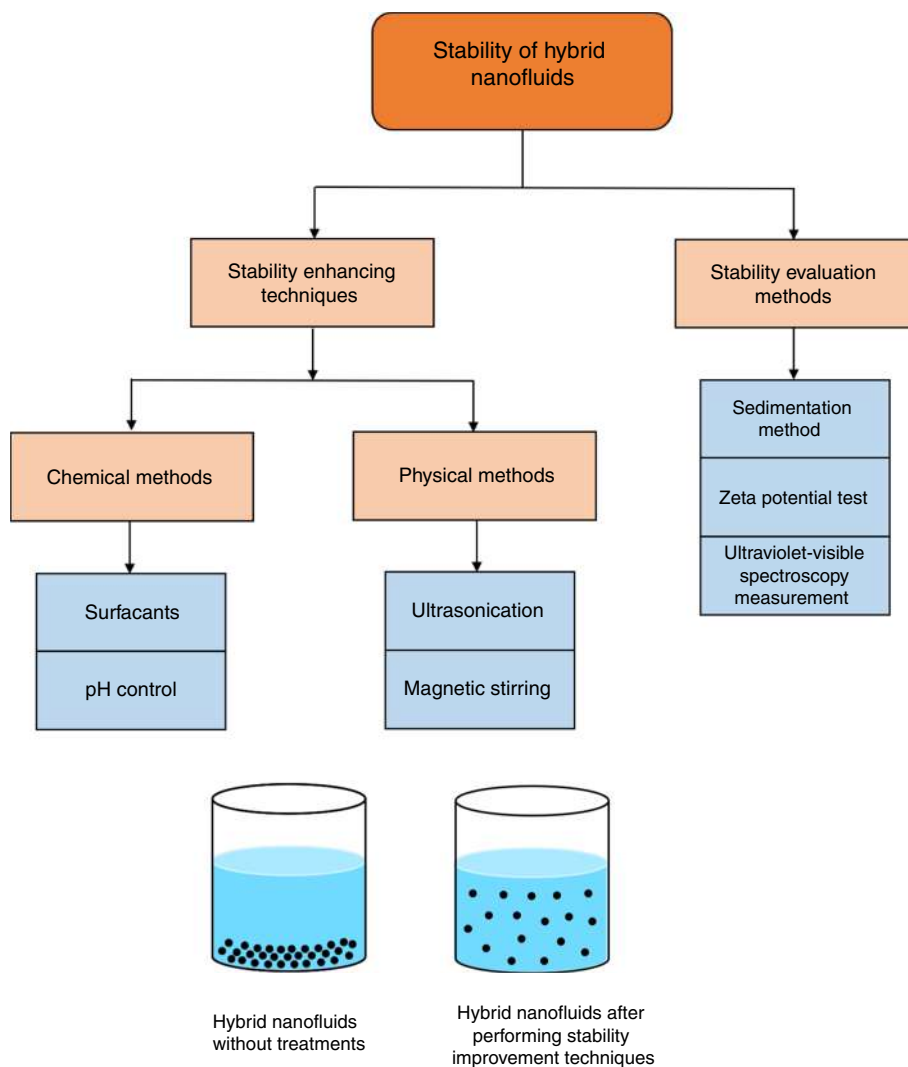 Stability of hybrid
nanofluids
Stability enhancing
techniques
Stability evaluation
methods
Chemical methods
Physical methods
Sedimentation
method
Zeta potential test
Ultraviolet-visible
spectroscopy
measurement
Surfacants
pH control
Ultrasonication
Magnetic stirring
Hybrid nanofluids
without treatments
Hybrid nanofluids after
performing stability
improvement techniques